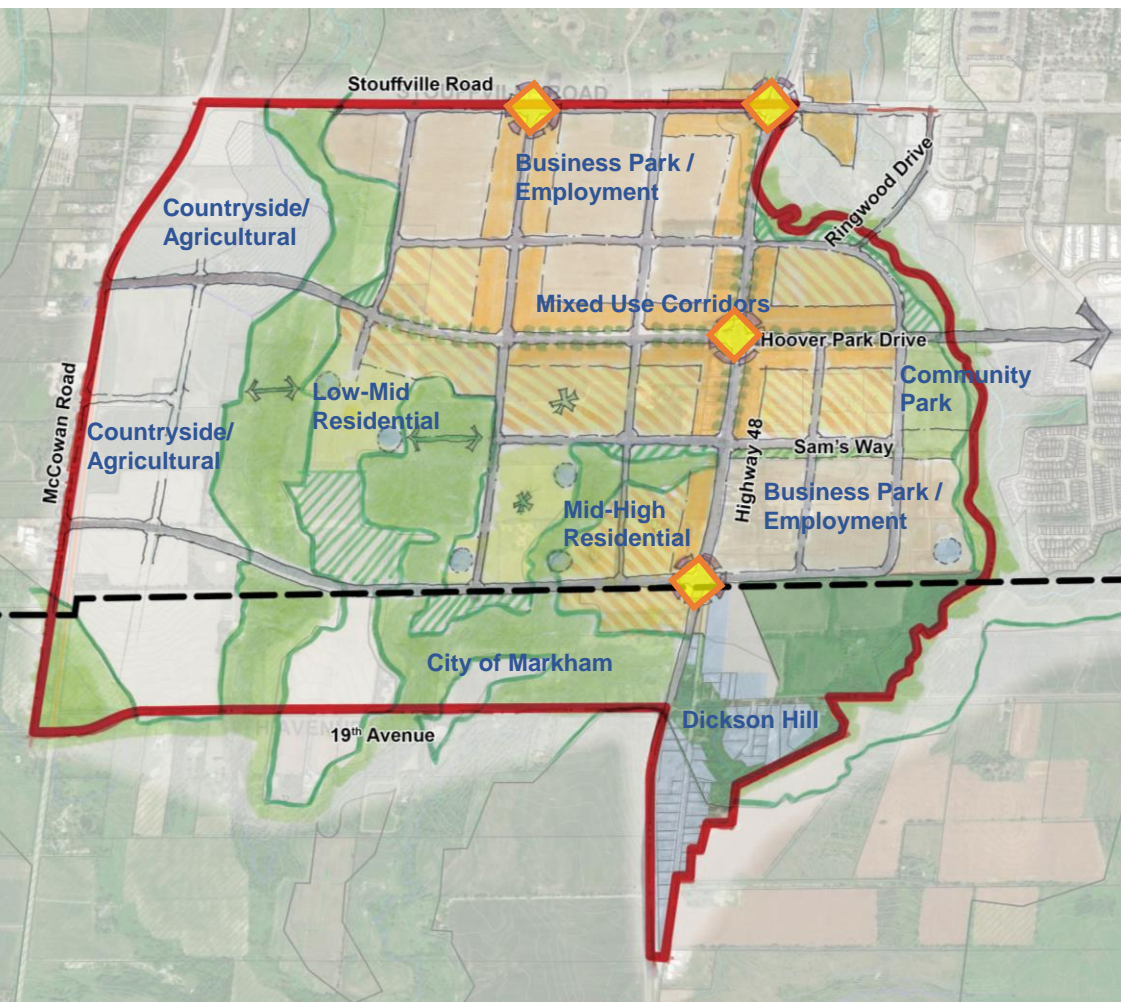 Stouffville Road
STOUFFVILLE ROAD
Business Park /
Employment
Ringwood Drive
Countryside/
Agricultural
Mixed Use Corridors
Hoover Park Drive
Community
Park
Low-Mid
Residential
McCowan Road
Countryside/
Agricultural
Highway 48
Sam's Way
Business Park /
Employment
Mid-High
Residential
City of Markham
Dickson Hill
19th Avenue